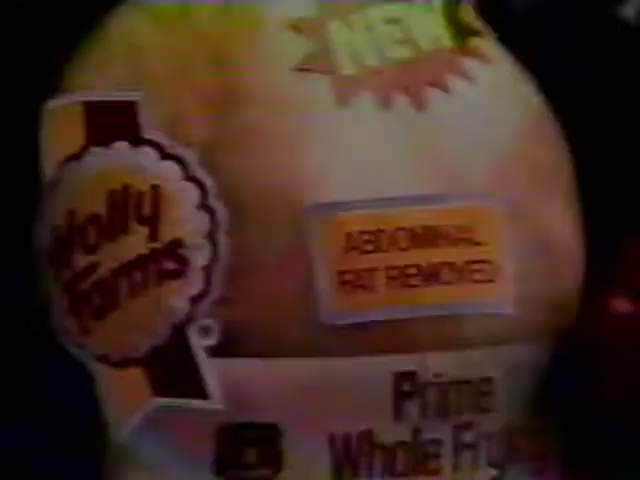 NEW
Holly
Farms
ABDOMINAL
FAT REMOVED
Prime
Whole